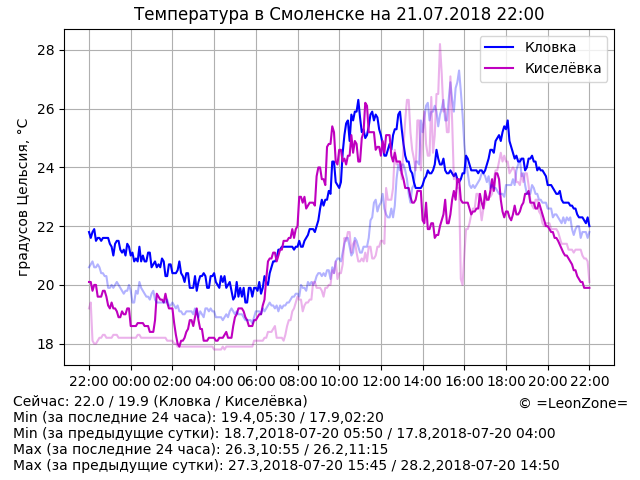 Температура в Смоленске на 21.07.2018 22:00
градусов Цельсия, °C
28
26
24
22
20
18
Кловка
Киселёвка
22:00 00:00 02:00 04:00 06:00 08:00 10:00 12:00 14:00 16:00 18:00 20:00 22:00
Сейчас: 22.0 / 19.9 (Кловка / Киселёвка)
© =LeonZone=
Min (за последние 24 часа): 19.4,05:30 / 17.9,02:20
Min (за предыдущие сутки): 18.7,2018-07-20 05:50 / 17.8,2018-07-20 04:00
Max (за последние 24 часа): 26.3,10:55 / 26.2,11:15
Max (за предыдущие сутки): 27.3,2018-07-20 15:45 / 28.2,2018-07-20 14:50